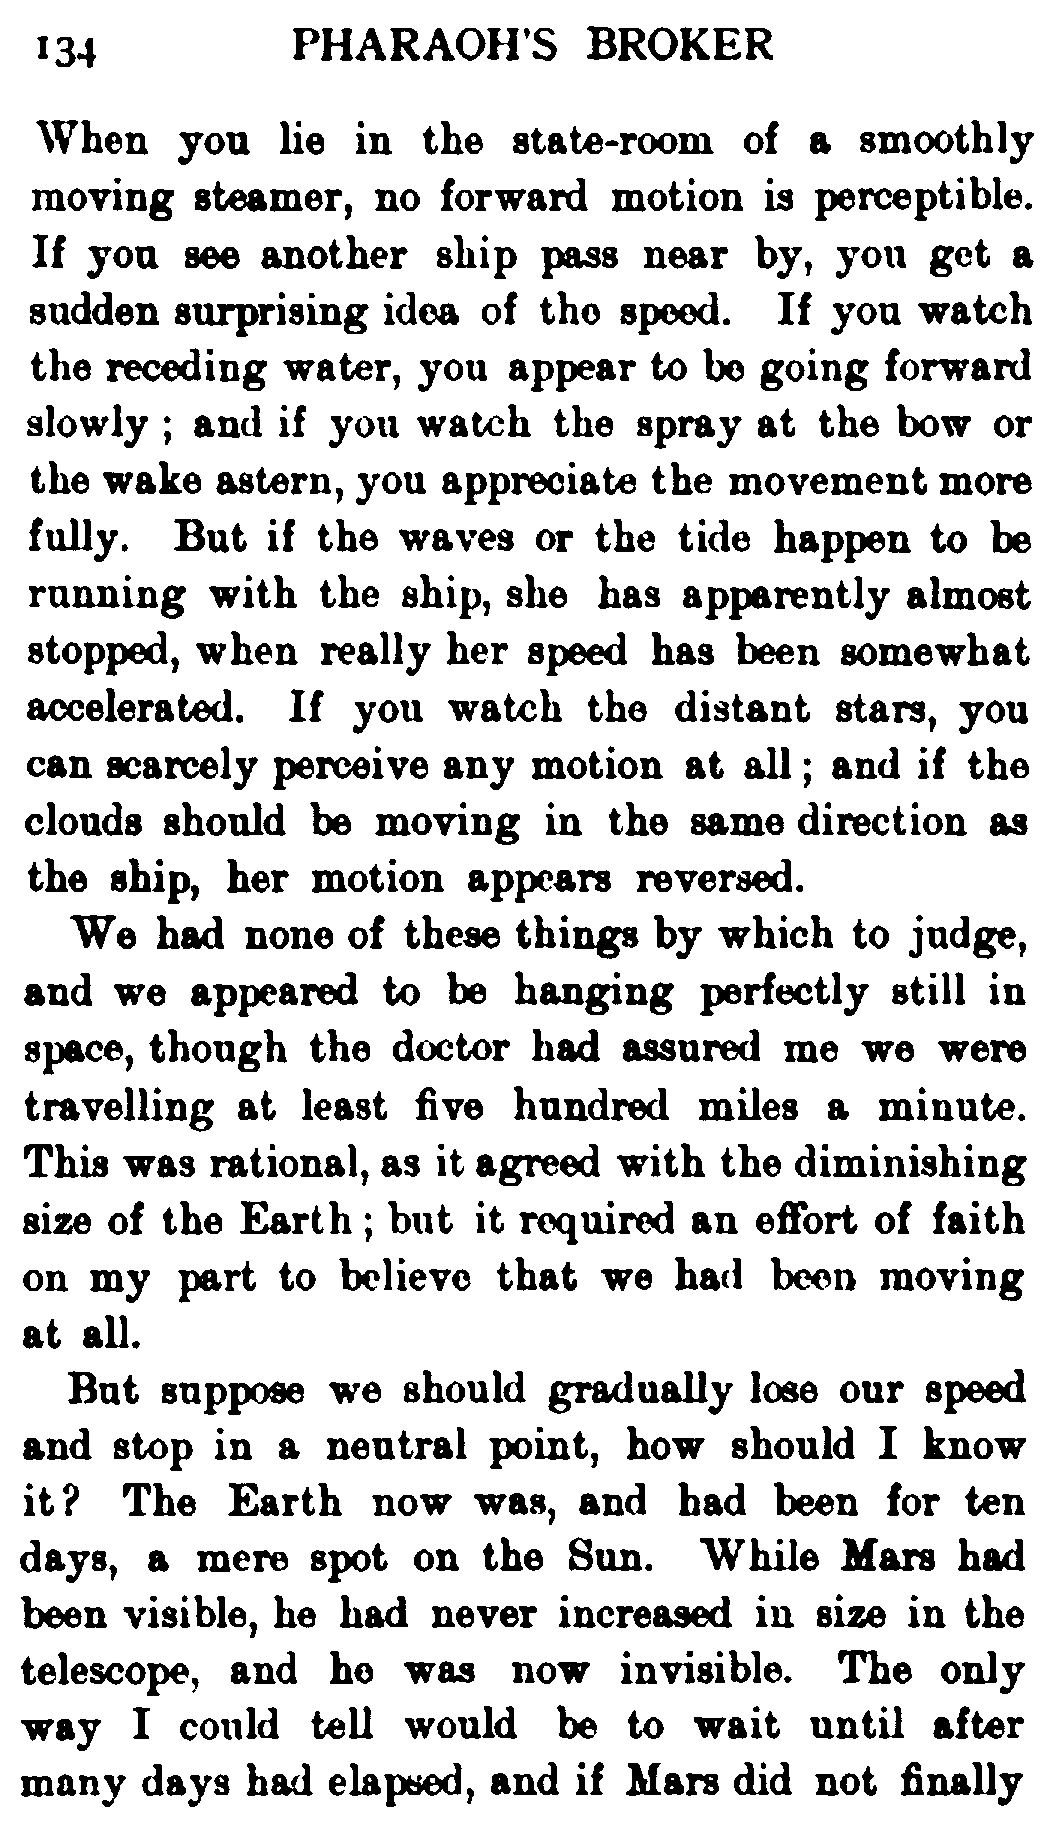 134 PHARAOH'S BROKER
When you lie in the state-room of a smoothly
moving steamer, no forward motion is perceptible.
If you see another ship pass near by, you get a
sudden surprising idea of the speed. If you watch
the receding water, you appear to be going forward
slowly ; and if you watch the spray at the bow or
the wake astern, you appreciate the movement more
fully. But if the waves or the tide happen to be
running with the ship, she has apparently almost
stopped, when really her speed has been somewhat
accelerated. If you watch the distant stars, you
can scarcely perceive any motion at all ; and if the
clouds should be moving in the same direction as
the ship, her motion appears reversed.
We had none of these things by which to judge,
and we appeared to be hanging perfectly still in
space, though the doctor had assured me we were
travelling at least five hundred miles a minute.
This was rational, as it agreed with the diminishing
size of the Earth ; but it required an effort of faith
on my part to believe that we had been moving
at all.
But suppose we should gradually lose our speed
and stop in a neutral point, how should I know
it? The Earth now was, and had been for ten
days, a mere spot on the Sun. While Mars had
been visible, he had never increased in size in the
telescope, and he was now invisible. The only
way I could tell would be to wait until after
many days had elapsed, and if Mars did not finally